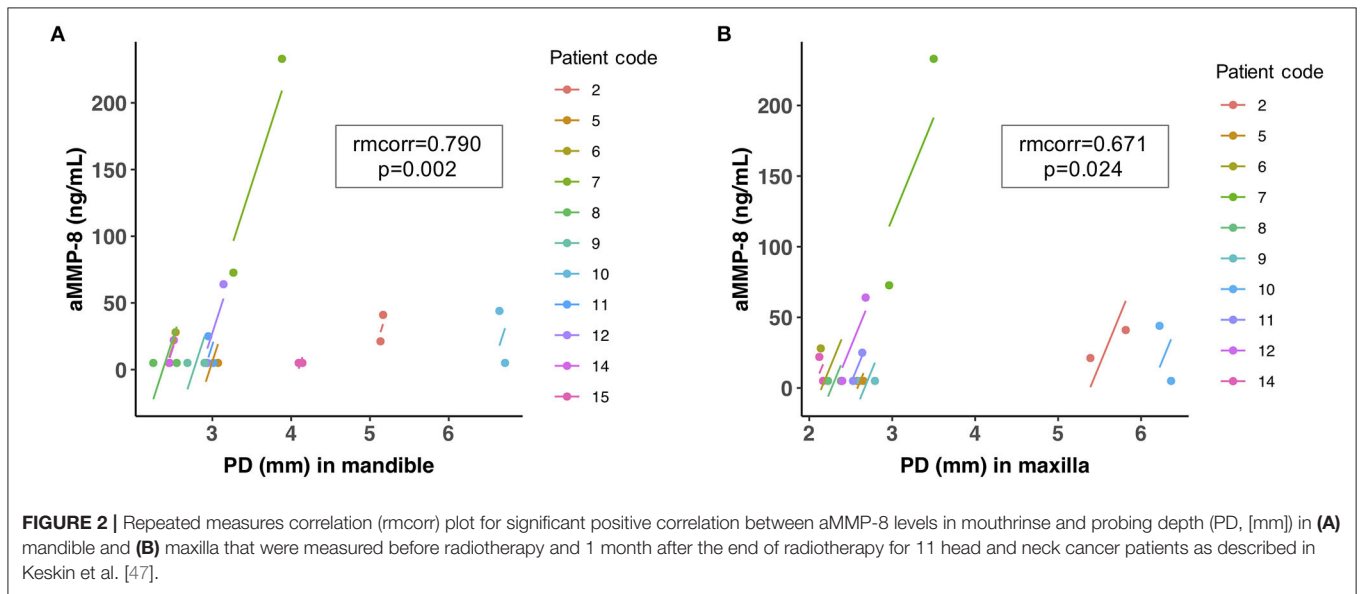 A
Patient code
2
5
6
7
8
9
10
11
12
14
15
rmcorr=0.790
p=0.002
aMMP-8 (ng/mL)
200
150
100
50
0
3
4
5
6
PD (mm) in mandible
B
Patient code
2
5
6
7
8
9
10
11
12
14
rmcorr=0.671
p=0.024
aMMP-8 (ng/mL)
200
150
100
50
0
2
3
4
5
6
PD (mm) in maxilla
FIGURE 2 | Repeated measures correlation (rmcorr) plot for significant positive correlation between aMMP-8 levels in mouthrinse and probing depth (PD, [mm]) in (A)
mandible and (B) maxilla that were measured before radiotherapy and 1 month after the end of radiotherapy for 11 head and neck cancer patients as described in
Keskin et al. [47].